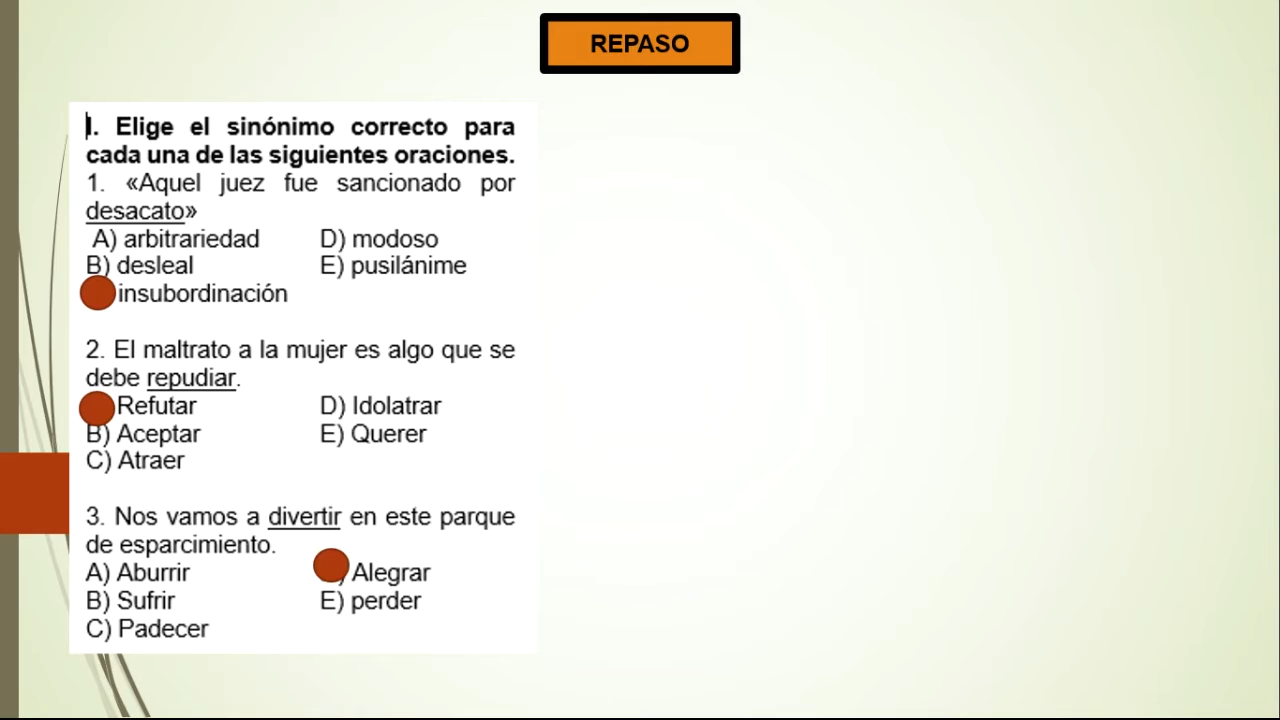 REPASO
I. Elige el sinónimo correcto para
cada una de las siguientes oraciones.
1. «Aquel juez fue sancionado por
desacato»
A) arbitrariedad D) modoso
B) desleal E) pusilánime
insubordinación
2. El maltrato a la mujer es algo que se
debe repudiar.
Refutar D) Idolatrar
B) Aceptar E) Querer
C) Atraer
3. Nos vamos a divertir en este parque
de esparcimiento.
A) Aburrir ) Alegrar
B) Sufrir E) perder
C) Padecer